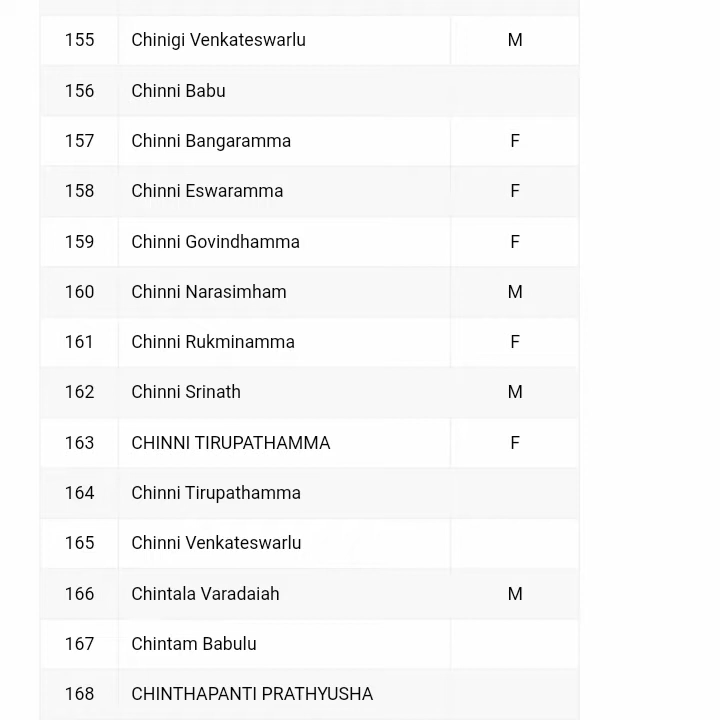 155 Chinigi Venkateswarlu M
156 Chinni Babu
157 Chinni Bangaramma F
158 Chinni Eswaramma F
159 Chinni Govindhamma F
160 Chinni Narasimham M
161 Chinni Rukminamma F
162 Chinni Srinath M
163 CHINNI TIRUPATHAMMA F
164 Chinni Tirupathamma
165 Chinni Venkateswarlu
166 Chintala Varadaiah M
167 Chintam Babulu
168 CHINTHAPANTI PRATHYUSHA